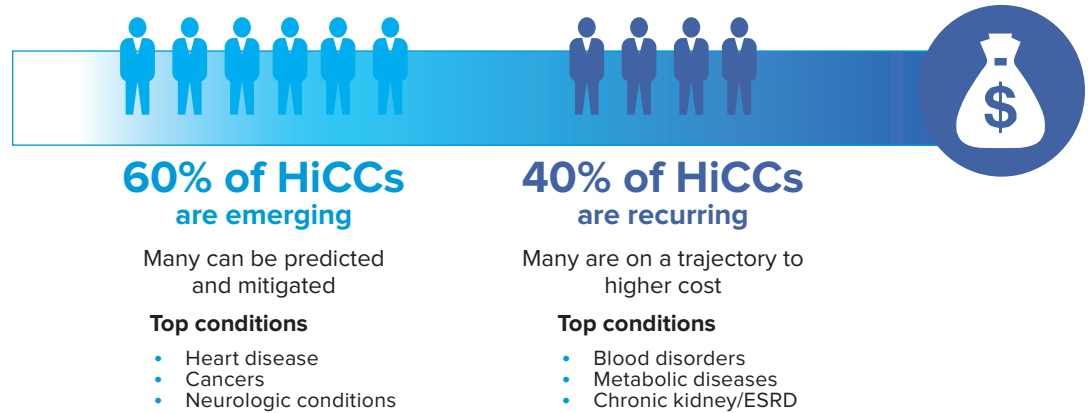 $
60% of HiCCs
are emerging
Many can be predicted
and mitigated
Top conditions
• Heart disease
• Cancers
• Neurologic conditions
40% of HiCCs
are recurring
Many are on a trajectory to
higher cost
Top conditions
• Blood disorders
• Metabolic diseases
• Chronic kidney/ESRD